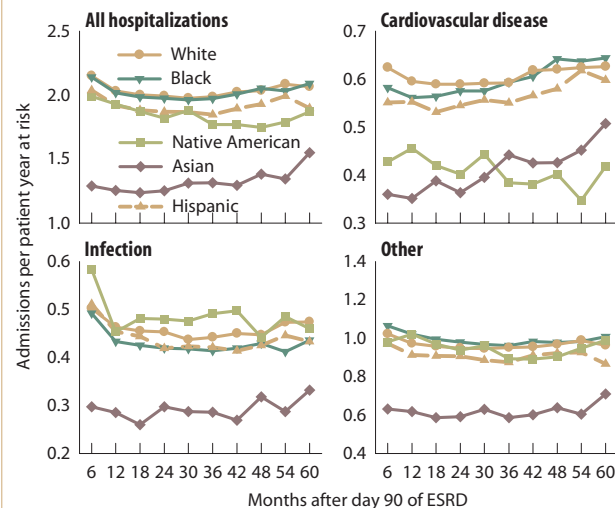 All hospitalizations
2.5
2.0
1.5
1.0
White
Black
Native American
Asian
Hispanic
Cardiovascular disease
0.7
0.6
0.5
0.4
0.3
Infection
0.6
0.5
0.4
0.3
0.2
6 12 18 24 30 36 42 48 54 60
Other
1.4
1.2
1.0
0.8
0.6
0.4
6 12 18 24 30 36 42 48 54 60
Admissions per patient year at risk
Months after day 90 of ESRD